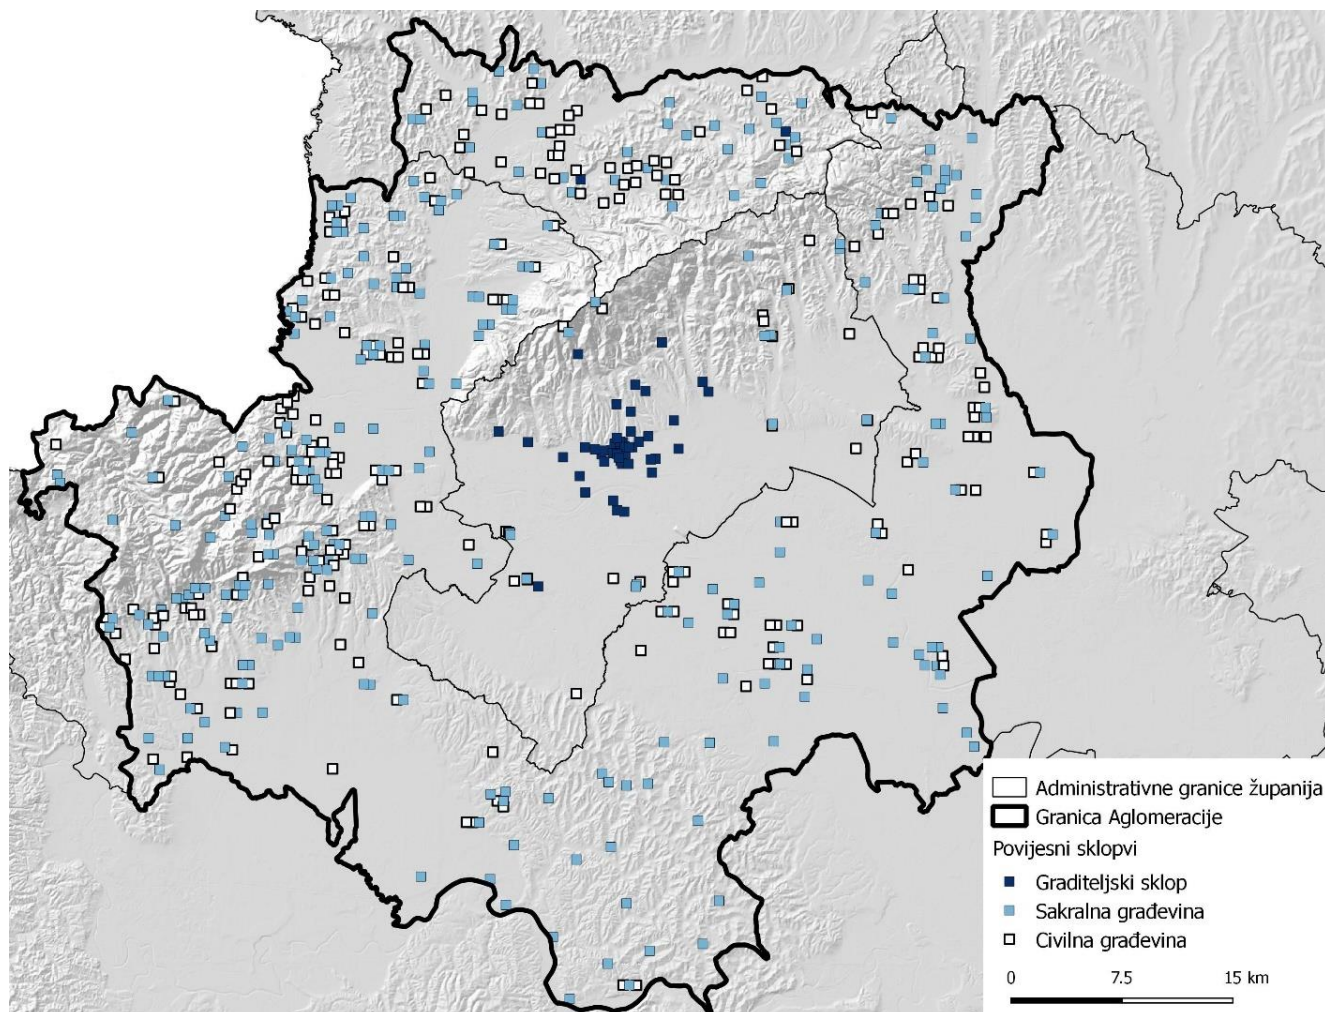 Administrativne granice županija
Granica Aglomeracije
Povijesni sklopvi
Graditeljski sklop
Sakralna građevina
Civilna građevina
0 7.5 15 km